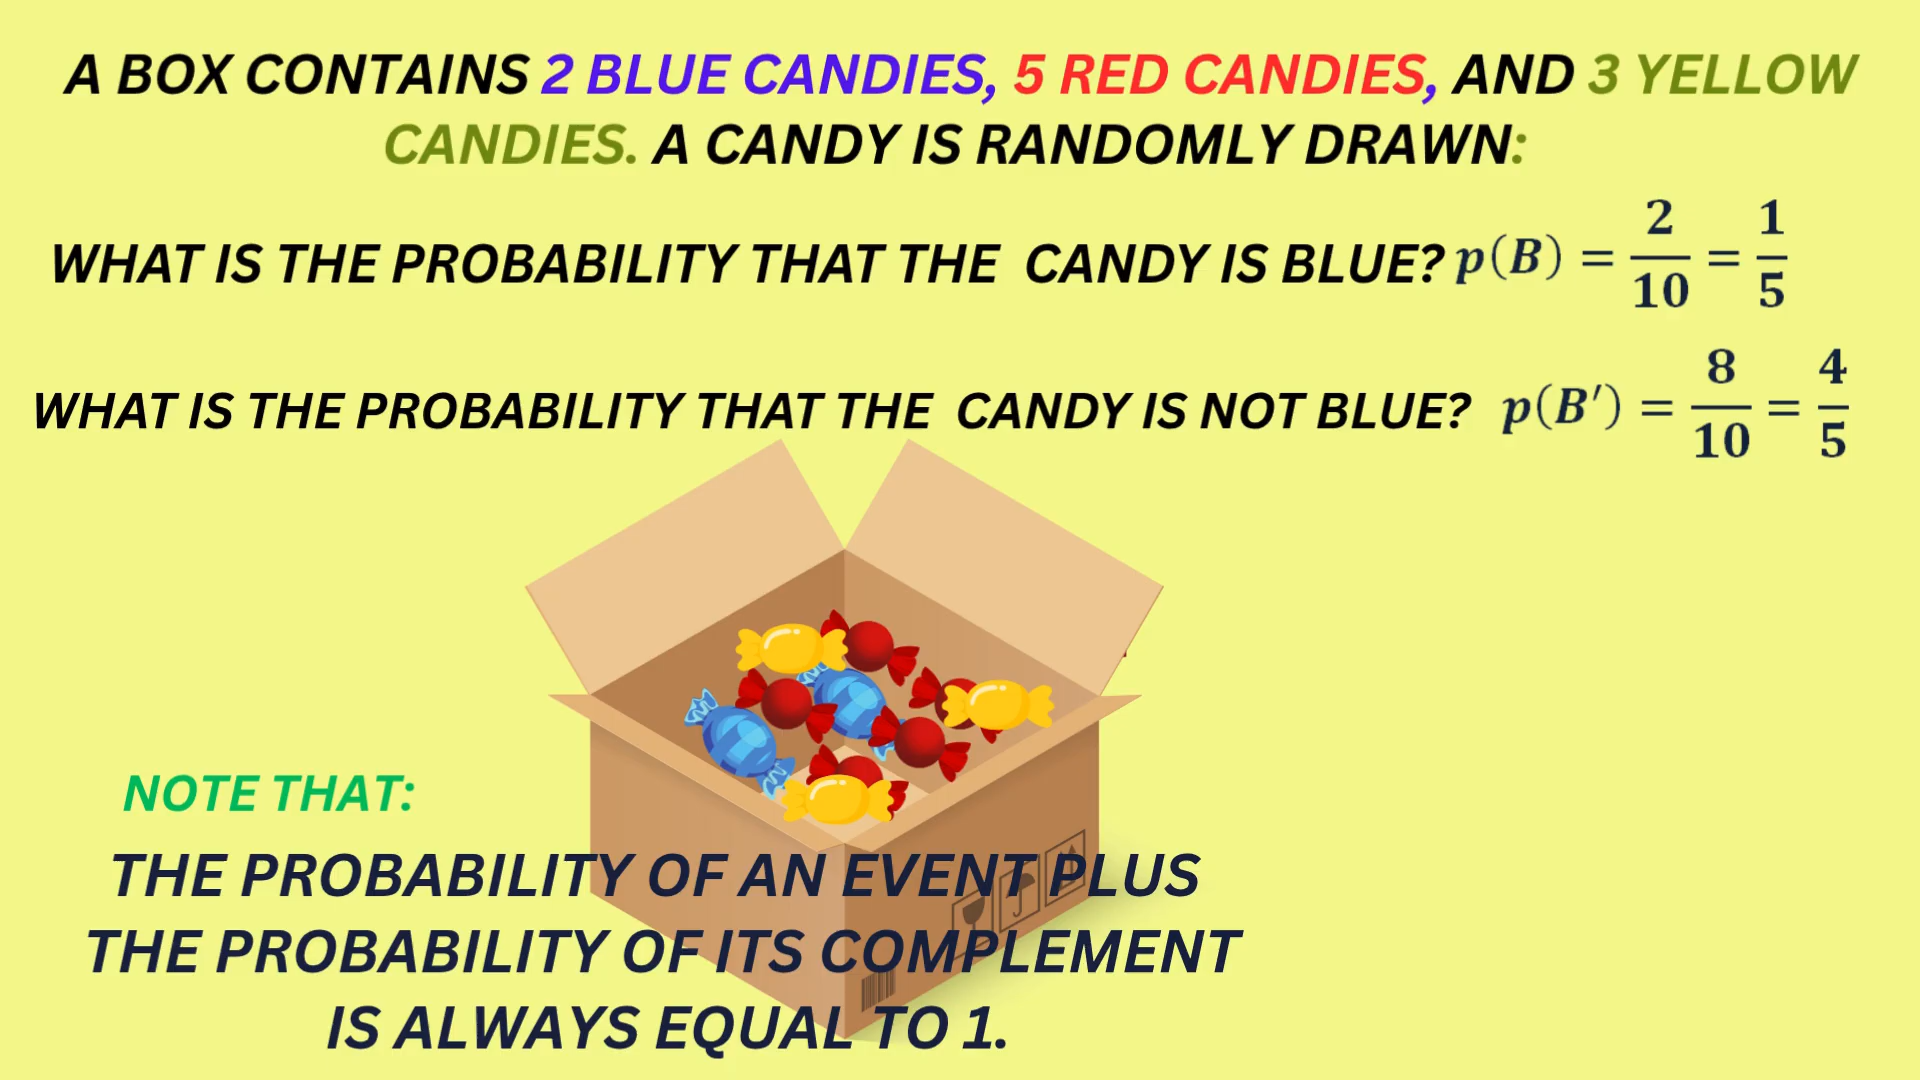 A BOX CONTAINS 2 BLUE CANDIES, 5 RED CANDIES, AND 3 YELLOW
CANDIES. A CANDY IS RANDOMLY DRAWN:
WHAT IS THE PROBABILITY THAT THE CANDY IS BLUE? p(B) = 2/10 = 1/5
WHAT IS THE PROBABILITY THAT THE CANDY IS NOT BLUE? p(B′) = 8/10 = 4/5
NOTE THAT:
THE PROBABILITY OF AN EVENT PLUS
THE PROBABILITY OF ITS COMPLEMENT
IS ALWAYS EQUAL TO 1.